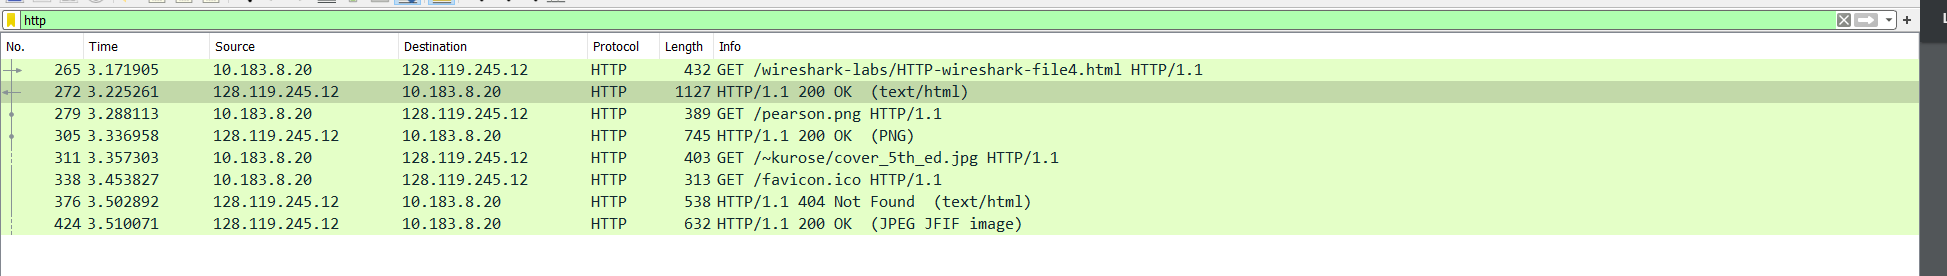 http
No. Time Source Destination Protocol Length Info
265 3.171905 10.183.8.20 128.119.245.12 HTTP 432 GET /wireshark-labs/HTTP-wireshark-file4.html HTTP/1.1
272 3.225261 128.119.245.12 10.183.8.20 HTTP 1127 HTTP/1.1 200 OK  (text/html)
279 3.288113 10.183.8.20 128.119.245.12 HTTP 389 GET /pearson.png HTTP/1.1
305 3.336958 128.119.245.12 10.183.8.20 HTTP 745 HTTP/1.1 200 OK  (PNG)
311 3.357303 10.183.8.20 128.119.245.12 HTTP 403 GET /~kurose/cover_5th_ed.jpg HTTP/1.1
338 3.453827 10.183.8.20 128.119.245.12 HTTP 313 GET /favicon.ico HTTP/1.1
376 3.502892 128.119.245.12 10.183.8.20 HTTP 538 HTTP/1.1 404 Not Found  (text/html)
424 3.510071 128.119.245.12 10.183.8.20 HTTP 632 HTTP/1.1 200 OK  (JPEG JFIF image)